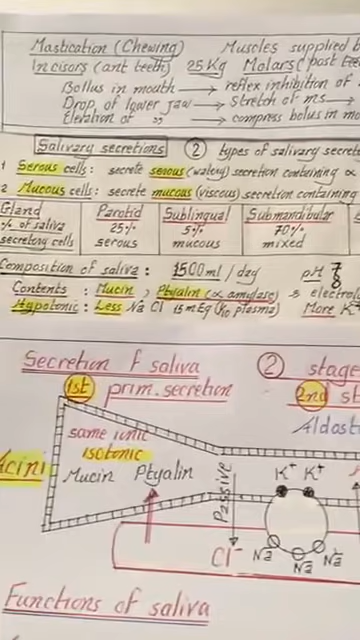 Mastication (Chewing) Muscles supplied b
Incisors (ant teeth) 25 Kg Molars (post tee
Bollus in mouth → reflex inhibition of
Drop of lower jaw → stretch of ms →
Elevation of " → compress bolus in mo
Salivary secretions ② types of salivary secret
1 Serous cells: secrete serous (watery) secretion containing α
2 Mucous cells: secrete mucous (viscous) secretion containing
Gland Parotid Sublingual Submandibular
% of saliva 25% 5% 70%
secretory cells serous mucous mixed
Composition of saliva: 1500 ml / day pH
Contents: Mucin, Ptyalin (α amylase) electrol
Hypotonic: Less Na Cl 15 mEq (1/10 plasma) More K+
Secretion f saliva ② stage
1st prim. secretion 2nd st
Aldost
same ionic
isotonic
cini Mucin Ptyalin K+ K+
Passive
Cl- Na Na Na
Functions of saliva